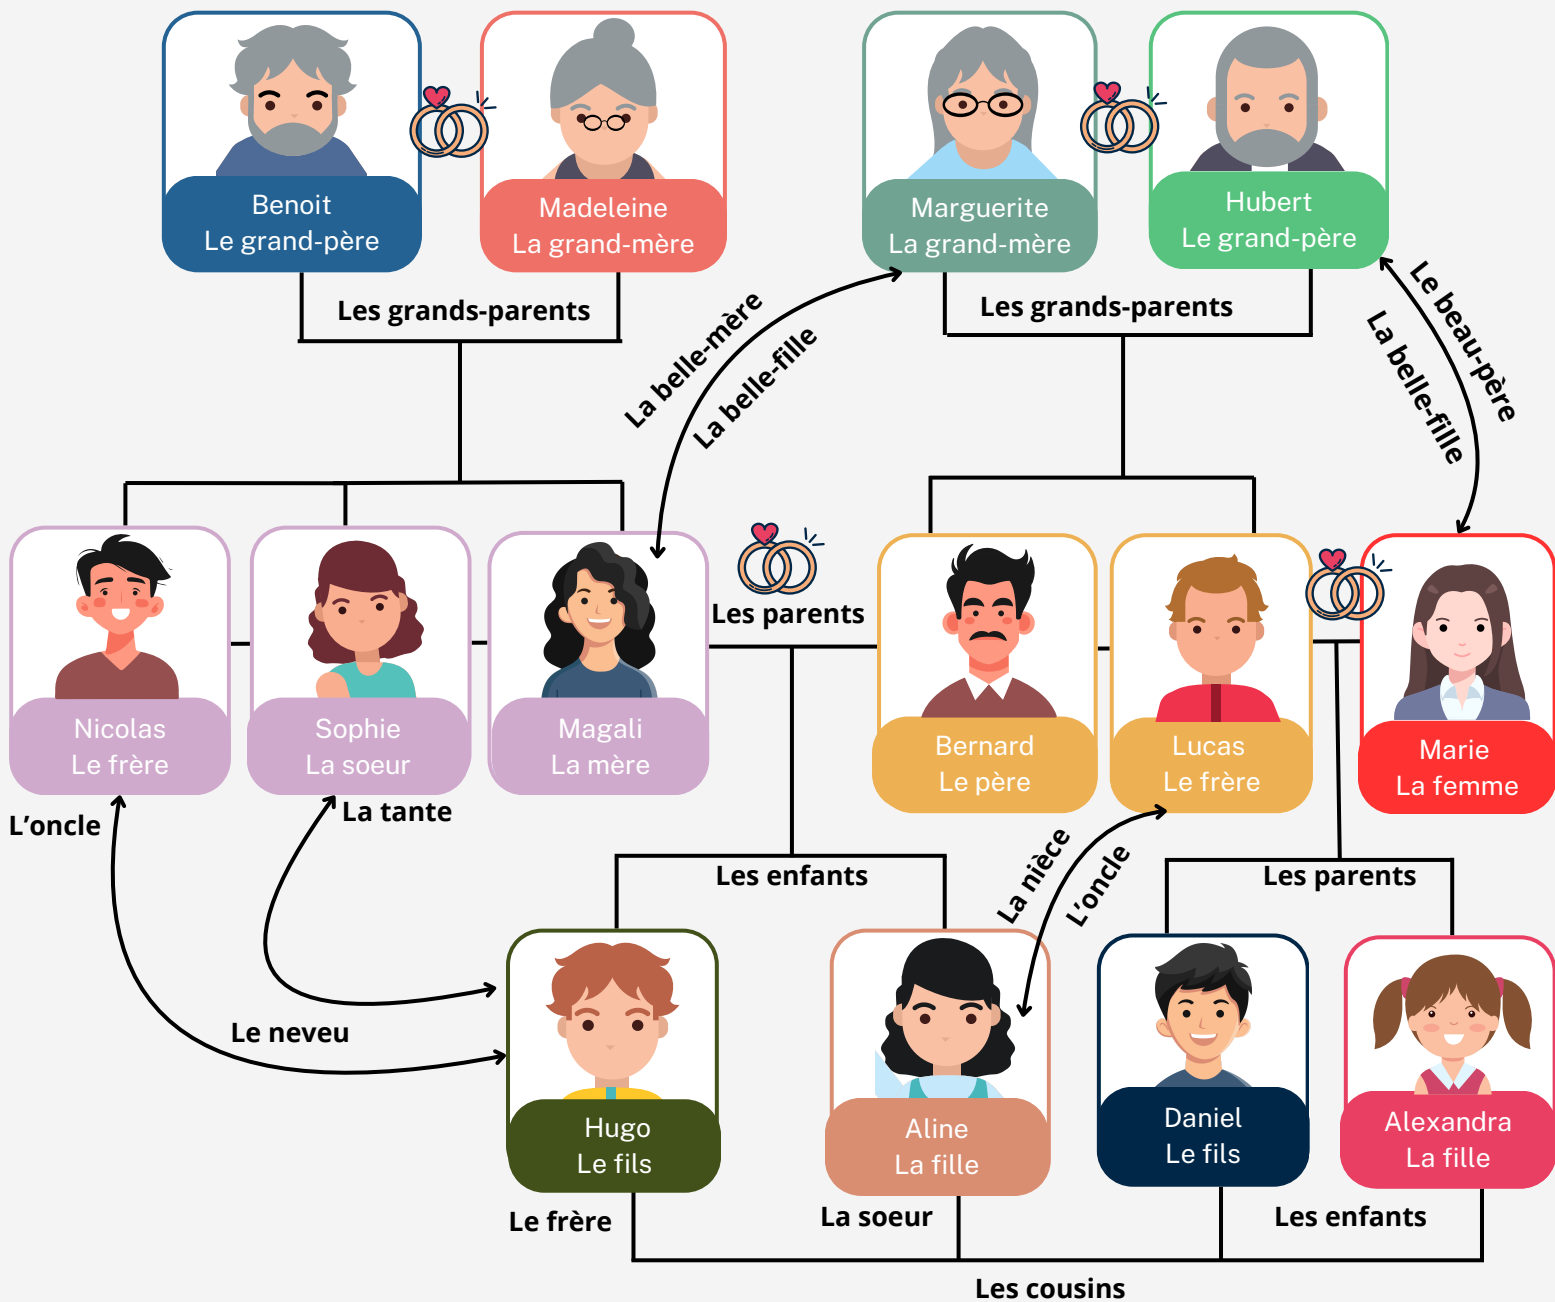 Benoit
Le grand-père
Madeleine
La grand-mère
Marguerite
La grand-mère
Hubert
Le grand-père
Les grands-parents
Les grands-parents
La belle-mère
La belle-fille
Le beau-père
La belle-fille
Les parents
Nicolas
Le frère
Sophie
La soeur
Magali
La mère
Bernard
Le père
Lucas
Le frère
Marie
La femme
L'oncle
La tante
La nièce
L'oncle
Les enfants
Les parents
Le neveu
Hugo
Le fils
Aline
La fille
Daniel
Le fils
Alexandra
La fille
Le frère
La soeur
Les enfants
Les cousins